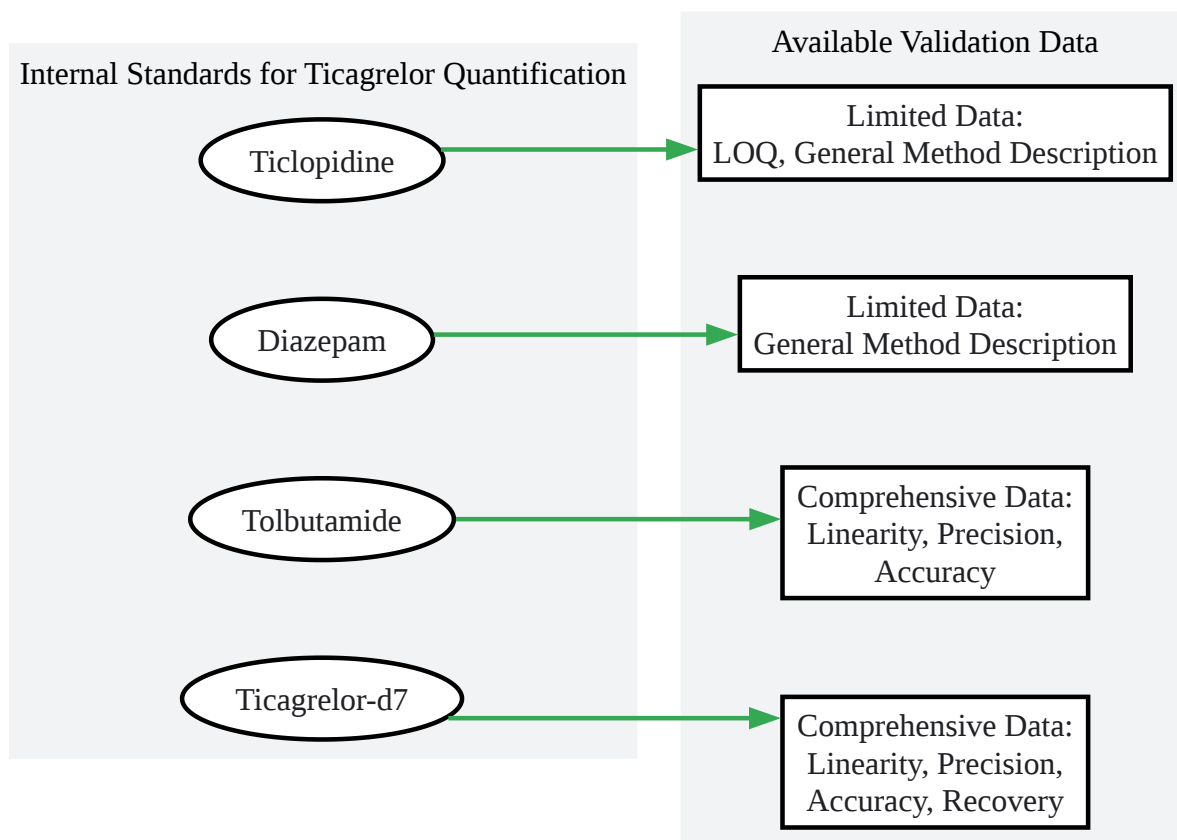 Internal Standards for Ticagrelor Quantification
Ticlopidine
Diazepam
Tolbutamide
Ticagrelor-d7
Available Validation Data
Limited Data:
LOQ, General Method Description
Limited Data:
General Method Description
Comprehensive Data:
Linearity, Precision,
Accuracy
Comprehensive Data:
Linearity, Precision,
Accuracy, Recovery